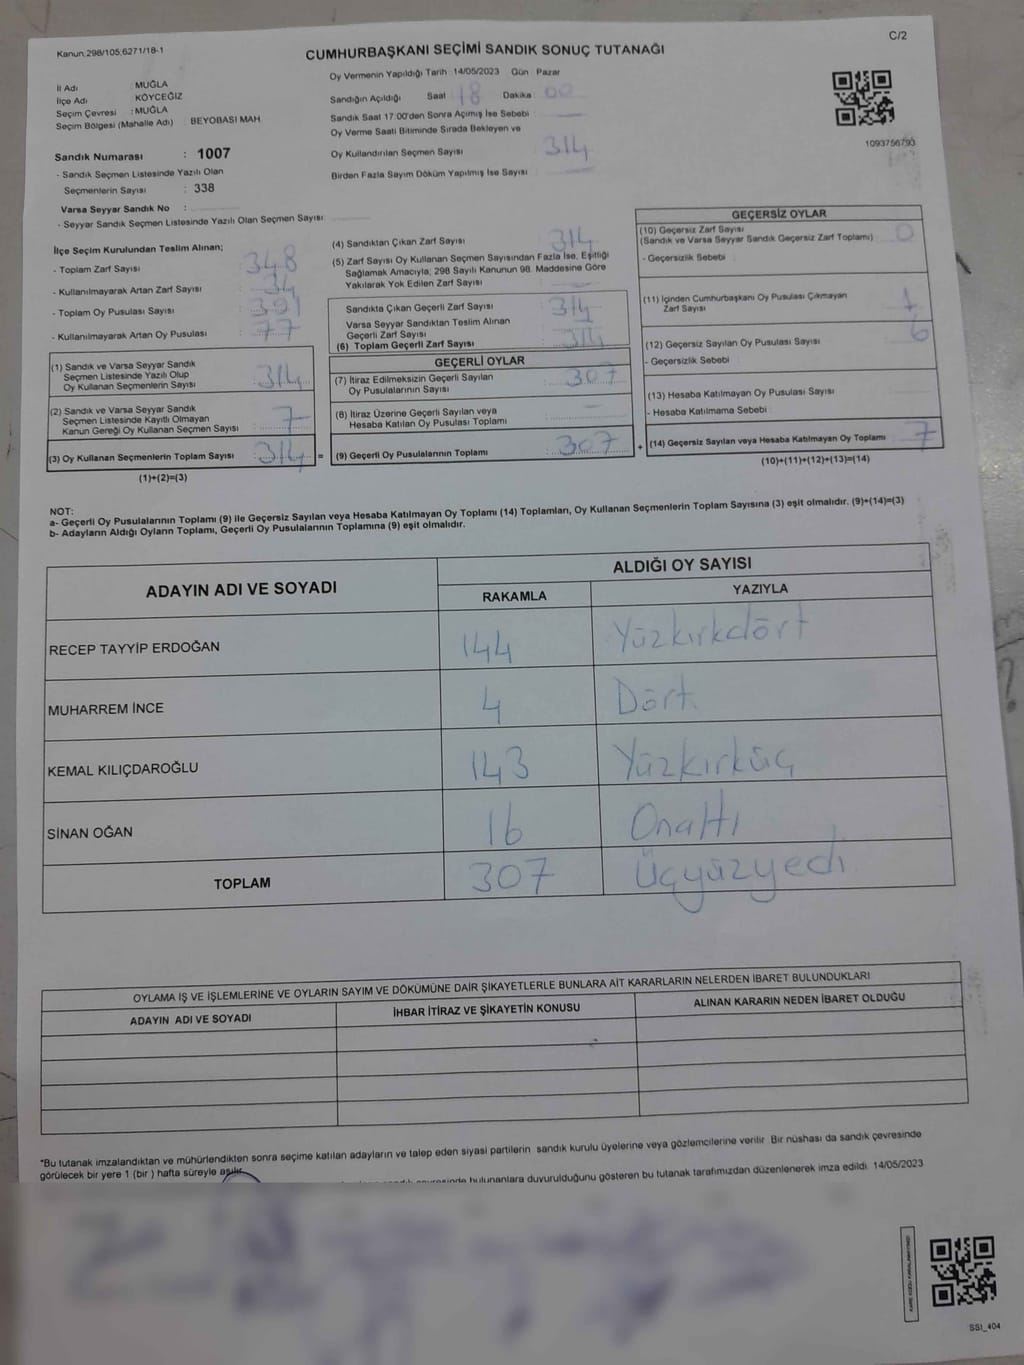 Kanun 298/105,6271/18-1
C/2
CUMHURBAŞKANI SEÇİMİ SANDIK SONUÇ TUTANAĞI
İl Adı : MUĞLA
İlçe Adı : KÖYCEĞİZ
Seçim Çevresi : MUĞLA
Seçim Bölgesi (Mahalle Adı) : BEYOBASI MAH
Sandık Numarası : 1007
- Sandık Seçmen Listesinde Yazılı Olan
Seçmenlerin Sayısı : 338
Varsa Seyyar Sandık No :
- Seyyar Sandık Seçmen Listesinde Yazılı Olan Seçmen Sayısı:
Oy Vermenin Yapıldığı Tarih 14/05/2023 Gün Pazar
Sandığın Açıldığı Saat 18 Dakika 00
Sandık Saat 17:00'den Sonra Açımış İse Sebebi
Oy Verme Saati Bitiminde Sırada Bekleyen ve
Oy Kullandırılan Seçmen Sayısı 314
Birden Fazla Sayım Döküm Yapılmış İse Sayısı
1093756793
İlçe Seçim Kurulundan Teslim Alınan;
- Toplam Zarf Sayısı 348
- Kullanılmayarak Artan Zarf Sayısı 34
- Toplam Oy Pusulası Sayısı 391
- Kullanılmayarak Artan Oy Pusulası 77
(1) Sandık ve Varsa Seyyar Sandık
Seçmen Listesinde Yazılı Olup
Oy Kullanan Seçmenlerin Sayısı 314
(2) Sandık ve Varsa Seyyar Sandık
Seçmen Listesinde Kayıtlı Olmayan
Kanun Gereği Oy Kullanan Seçmen Sayısı 7
(3) Oy Kullanan Seçmenlerin Toplam Sayısı 314 =
(1)+(2)=(3)
(4) Sandıktan Çıkan Zarf Sayısı 314
(5) Zarf Sayısı Oy Kullanan Seçmen Sayısından Fazla İse, Eşitliği
Sağlamak Amacıyla; 298 Sayılı Kanunun 98. Maddesine Göre
Yakılarak Yok Edilen Zarf Sayısı
Sandıkta Çıkan Geçerli Zarf Sayısı 314
Varsa Seyyar Sandıktan Teslim Alınan
Geçerli Zarf Sayısı
(6) Toplam Geçerli Zarf Sayısı 314
GEÇERLİ OYLAR
(7) İtiraz Edilmeksizin Geçerli Sayılan
Oy Pusulalarının Sayısı 307
(8) İtiraz Üzerine Geçerli Sayılan veya
Hesaba Katılan Oy Pusulası Toplamı –
(9) Geçerli Oy Pusulalarının Toplamı : 307 +
GEÇERSİZ OYLAR
(10) Geçersiz Zarf Sayısı
(Sandık ve Varsa Seyyar Sandık Geçersiz Zarf Toplamı) 0
- Geçersizlik Sebebi
(11) İçinden Cumhurbaşkanı Oy Pusulası Çıkmayan
Zarf Sayısı 1
(12) Geçersiz Sayılan Oy Pusulası Sayısı 6
- Geçersizlik Sebebi
(13) Hesaba Katılmayan Oy Pusulası Sayısı
- Hesaba Katılmama Sebebi
(14) Geçersiz Sayılan veya Hesaba Katılmayan Oy Toplamı 7
(10)+(11)+(12)+(13)=(14)
NOT:
a- Geçerli Oy Pusulalarının Toplamı (9) ile Geçersiz Sayılan veya Hesaba Katılmayan Oy Toplamı (14) Toplamları, Oy Kullanan Seçmenlerin Toplam Sayısına (3) eşit olmalıdır. (9)+(14)=(3)
b- Adayların Aldığı Oyların Toplamı, Geçerli Oy Pusulalarının Toplamına (9) eşit olmalıdır.
ADAYIN ADI VE SOYADI
ALDIĞI OY SAYISI
RAKAMLA YAZIYLA
RECEP TAYYİP ERDOĞAN 144 Yüzkırkdört
MUHARREM İNCE 4 Dört
KEMAL KILIÇDAROĞLU 143 Yüzkırküç
SİNAN OĞAN 16 Onaltı
TOPLAM 307 Üçyüzyedi
OYLAMA İŞ VE İŞLEMLERİNE VE OYLARIN SAYIM VE DÖKÜMÜNE DAİR ŞİKAYETLERLE BUNLARA AİT KARARLARIN NELERDEN İBARET BULUNDUKLARI
ADAYIN ADI VE SOYADI İHBAR İTİRAZ VE ŞİKAYETİN KONUSU ALINAN KARARIN NEDEN İBARET OLDUĞU
*Bu tutanak imzalandıktan ve mühürlendikten sonra seçime katılan adayların ve talep eden siyasi partilerin sandık kurulu üyelerine veya gözlemcilerine verilir Bir nüshası da sandık çevresinde
görülecek bir yere 1 (bir ) hafta süreyle asılır.
bulunanlara duyurulduğunu gösteren bu tutanak tarafımızdan düzenlenerek imza edildi. 14/05/2023
SSI_404